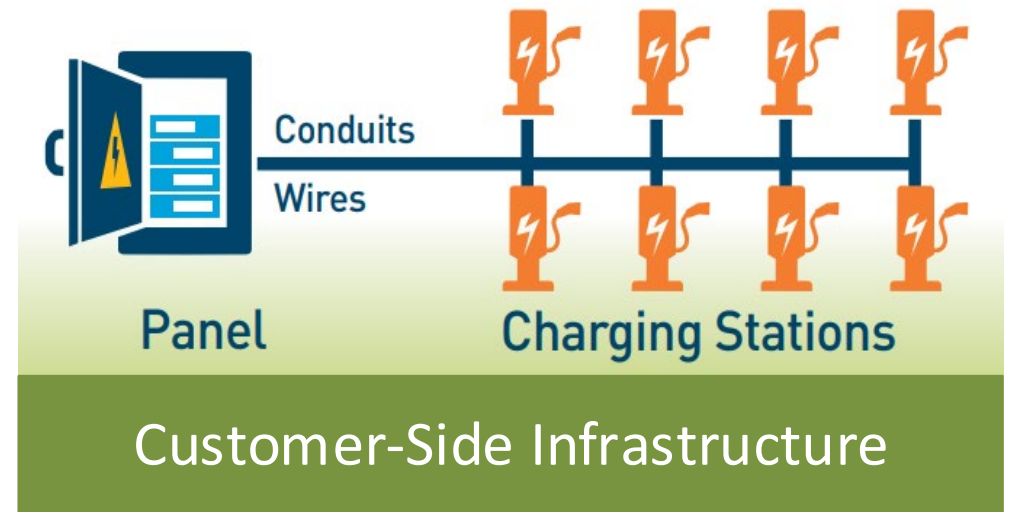 Conduits
Wires
Panel
Charging Stations
Customer-Side Infrastructure